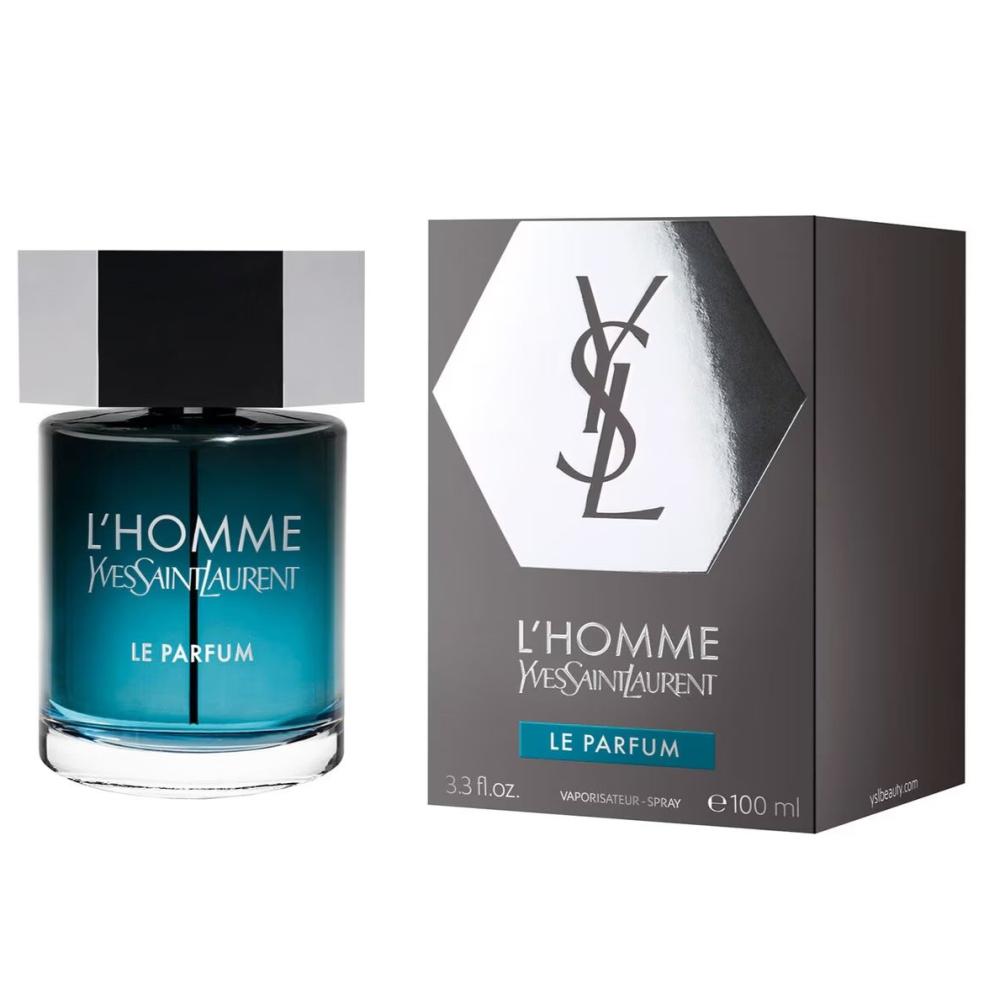 L'HOMME
YVESSAINTLAURENT
LE PARFUM
YSL
L'HOMME
YVESSAINTLAURENT
LE PARFUM
3.3 fl.oz. VAPORISATEUR-SPRAY ℮100 ml
yslbeauty.com